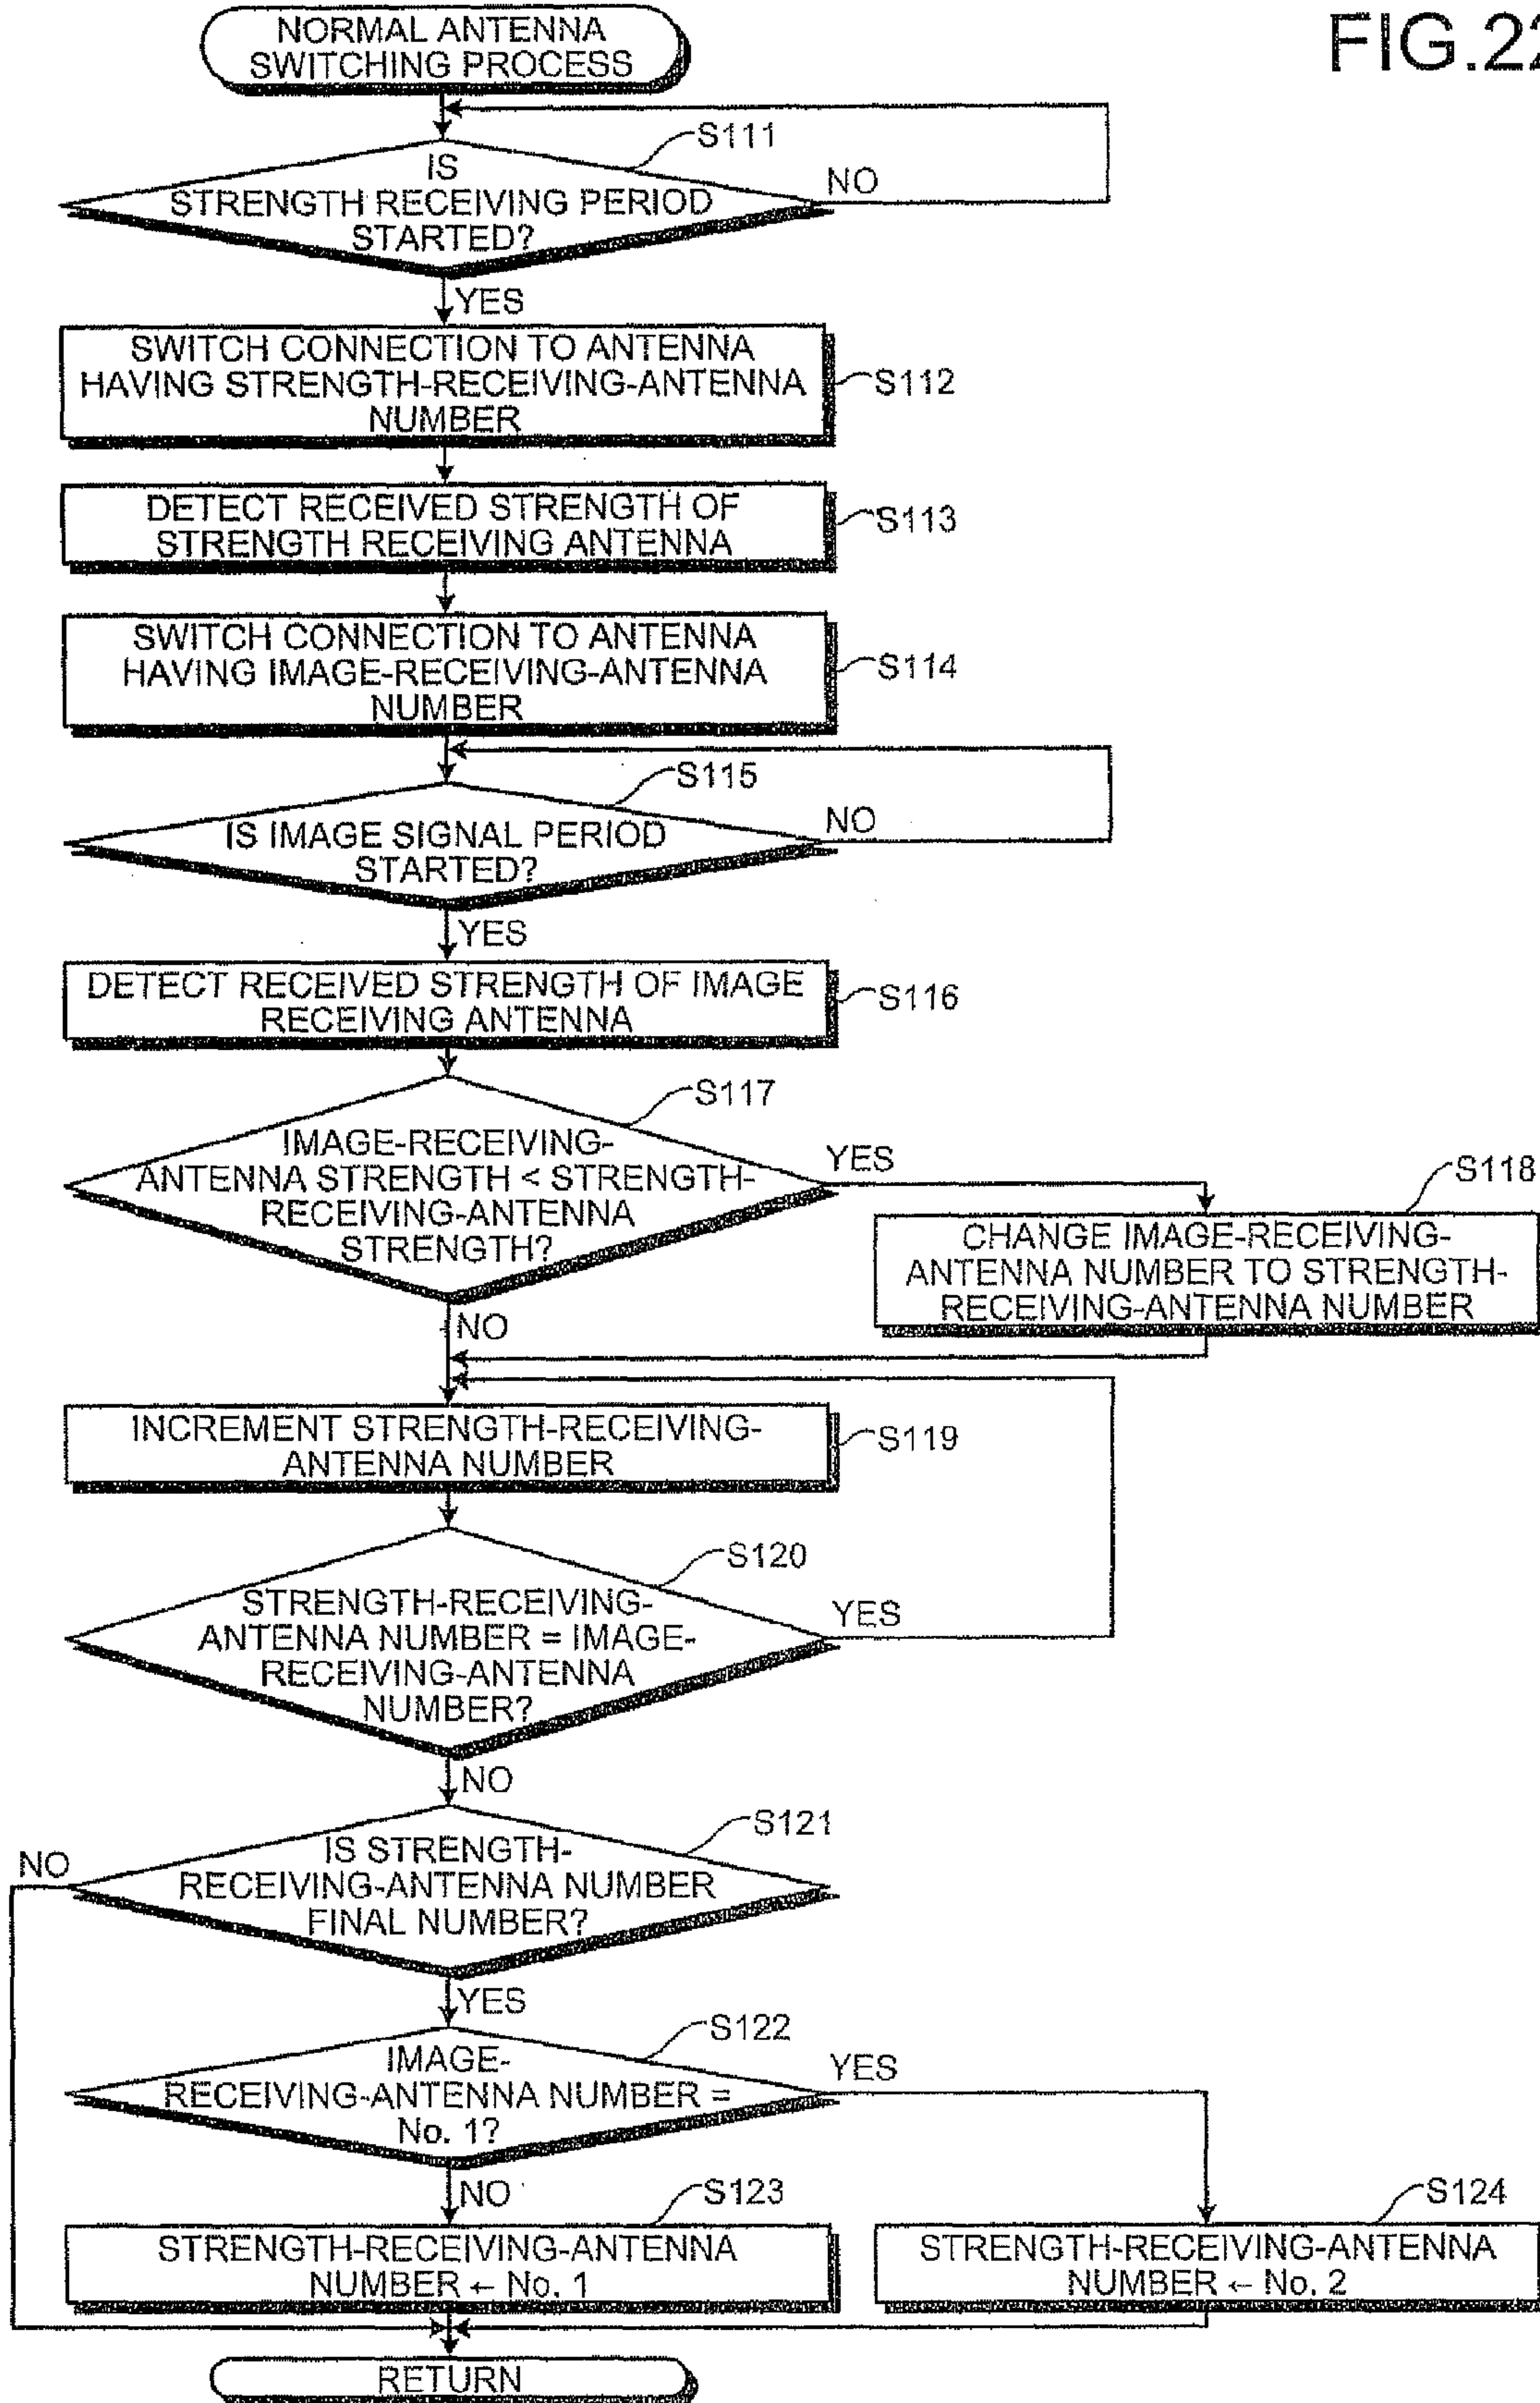 FIG.22
NORMAL ANTENNA
SWITCHING PROCESS
S111
IS
STRENGTH RECEIVING PERIOD
STARTED?
NO
YES
SWITCH CONNECTION TO ANTENNA
HAVING STRENGTH-RECEIVING-ANTENNA
NUMBER
S112
DETECT RECEIVED STRENGTH OF
STRENGTH RECEIVING ANTENNA
S113
SWITCH CONNECTION TO ANTENNA
HAVING IMAGE-RECEIVING-ANTENNA
NUMBER
S114
S115
IS IMAGE SIGNAL PERIOD
STARTED?
NO
YES
DETECT RECEIVED STRENGTH OF IMAGE
RECEIVING ANTENNA
S116
S117
IMAGE-RECEIVING-
ANTENNA STRENGTH < STRENGTH-
RECEIVING-ANTENNA
STRENGTH?
YES
S118
CHANGE IMAGE-RECEIVING-
ANTENNA NUMBER TO STRENGTH-
RECEIVING-ANTENNA NUMBER
NO
INCREMENT STRENGTH-RECEIVING-
ANTENNA NUMBER
S119
S120
STRENGTH-RECEIVING-
ANTENNA NUMBER = IMAGE-
RECEIVING-ANTENNA
NUMBER?
YES
NO
S121
IS STRENGTH-
RECEIVING-ANTENNA NUMBER
FINAL NUMBER?
NO
YES
S122
IMAGE-
RECEIVING-ANTENNA NUMBER =
No. 1?
YES
NO
S123
STRENGTH-RECEIVING-ANTENNA
NUMBER ← No. 1
S124
STRENGTH-RECEIVING-ANTENNA
NUMBER ← No. 2
RETURN